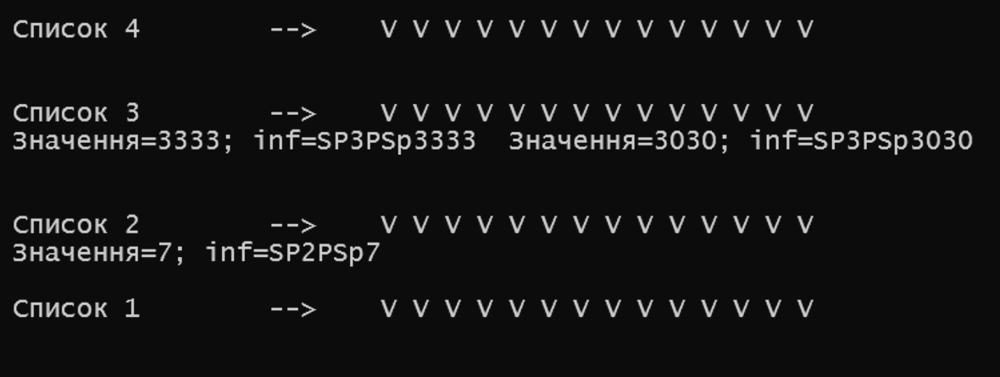 Список 4 --> V V V V V V V V V V V V V V
Список 3 --> V V V V V V V V V V V V V V
Значення=3333; inf=SP3PSp3333 Значення=3030; inf=SP3PSp3030
Список 2 --> V V V V V V V V V V V V V V
Значення=7; inf=SP2PSp7
Список 1 --> V V V V V V V V V V V V V V